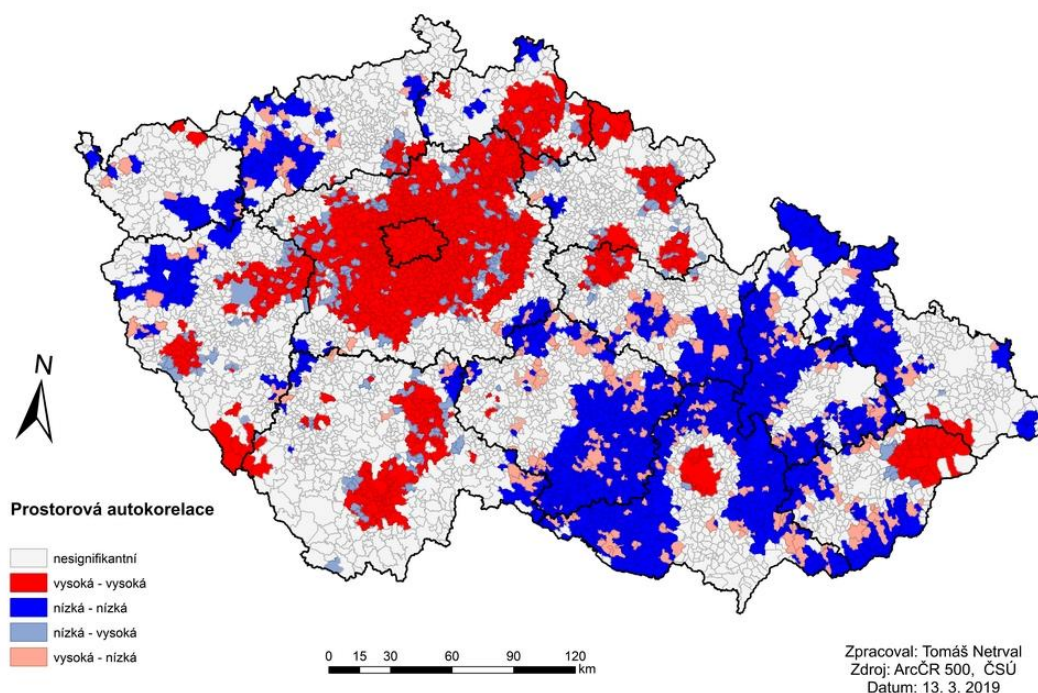 N
Prostorová autokorelace
nesignifikantní
vysoká - vysoká
nízká - nízká
nízká - vysoká
vysoká - nízká
0 15 30 60 90 120
km
Zpracoval: Tomáš Netrval
Zdroj: ArcČR 500, ČSÚ
Datum: 13. 3. 2019